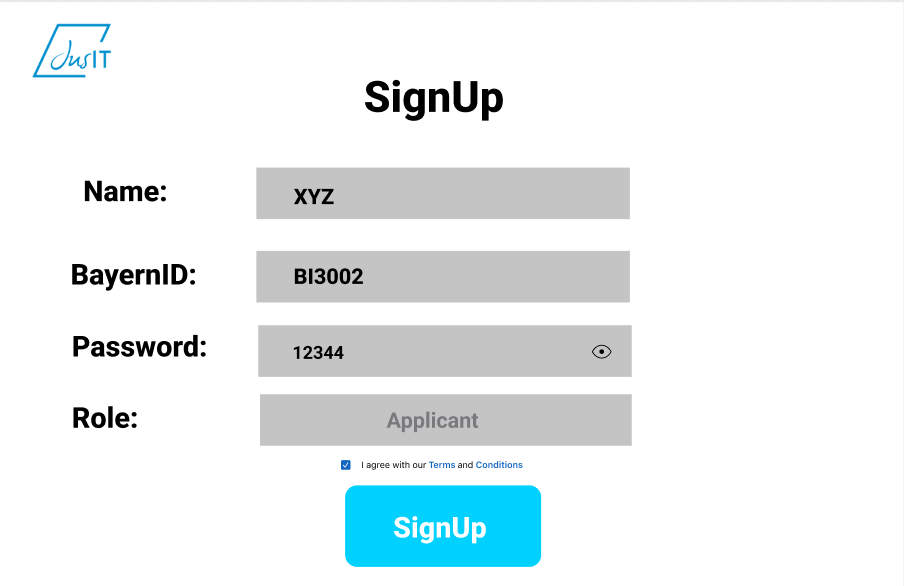 JusIT
SignUp
Name:
XYZ
BayernID:
BI3002
Password:
12344
Role:
Applicant
I agree with our Terms and Conditions
SignUp